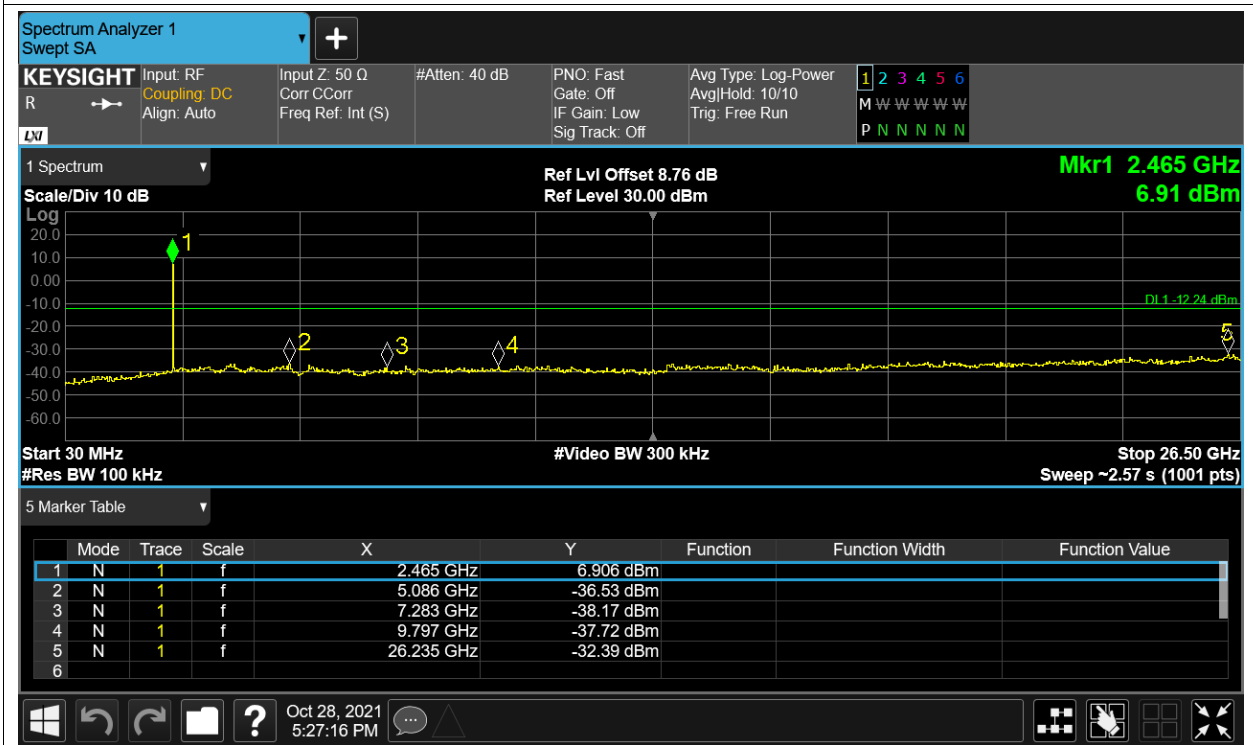 Spectrum Analyzer 1
Swept SA
+
KEYSIGHT Input: RF Input Z: 50 Ω #Atten: 40 dB PNO: Fast Avg Type: Log-Power 1 2 3 4 5 6
R Coupling: DC Corr CCorr Gate: Off Avg|Hold: 10/10 M W W W W W W
Align: Auto Freq Ref: Int (S) IF Gain: Low Trig: Free Run
LXI Sig Track: Off P N N N N N N
1 Spectrum Ref Lvl Offset 8.76 dB Mkr1 2.465 GHz
Scale/Div 10 dB Ref Level 30.00 dBm 6.91 dBm
Log
20.0
1
10.0
0.00
-10.0 DL1 -12.24 dBm
-20.0
2 3 4 5
-30.0
-40.0
-50.0
-60.0
Start 30 MHz #Video BW 300 kHz Stop 26.50 GHz
#Res BW 100 kHz Sweep ~2.57 s (1001 pts)
5 Marker Table
Mode Trace Scale X Y Function Function Width Function Value
1 N 1 f 2.465 GHz 6.906 dBm
2 N 1 f 5.086 GHz -36.53 dBm
3 N 1 f 7.283 GHz -38.17 dBm
4 N 1 f 9.797 GHz -37.72 dBm
5 N 1 f 26.235 GHz -32.39 dBm
6
? Oct 28, 2021
5:27:16 PM